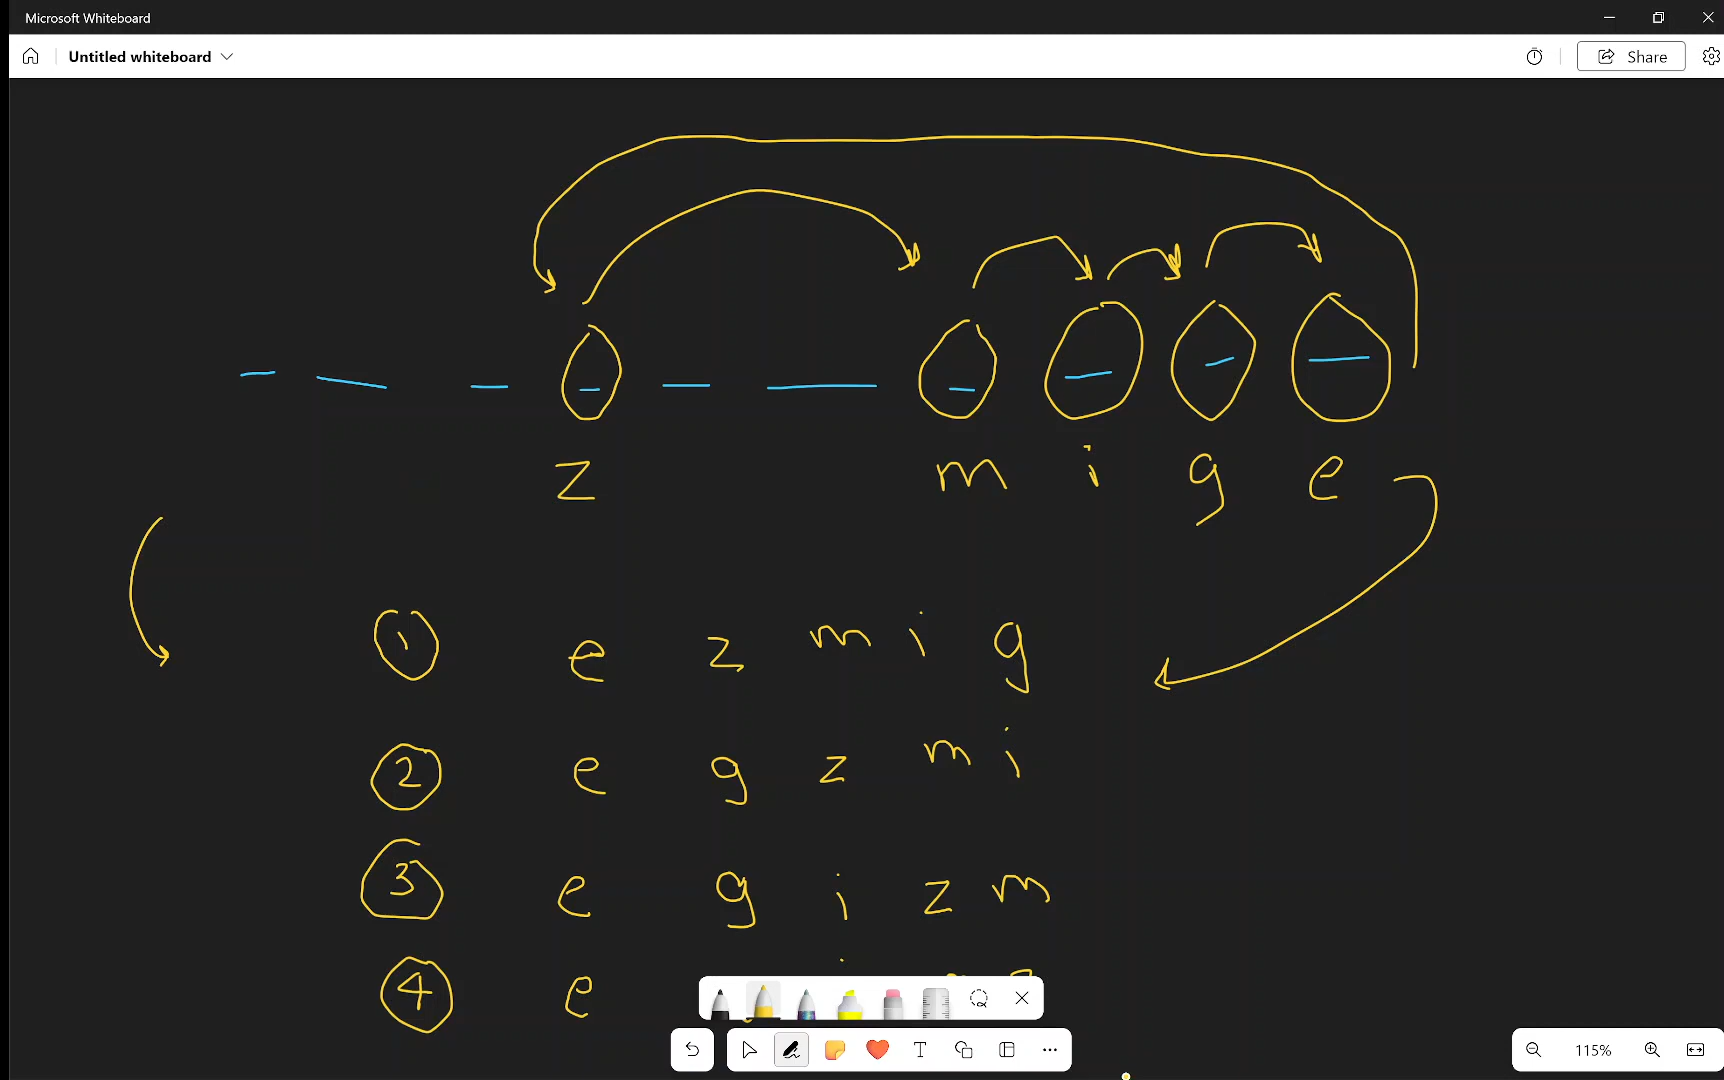 Microsoft Whiteboard
Untitled whiteboard
Share
z m i g e
1 e z m i g
2 e g z m i
3 e g i z m
4 e
115%